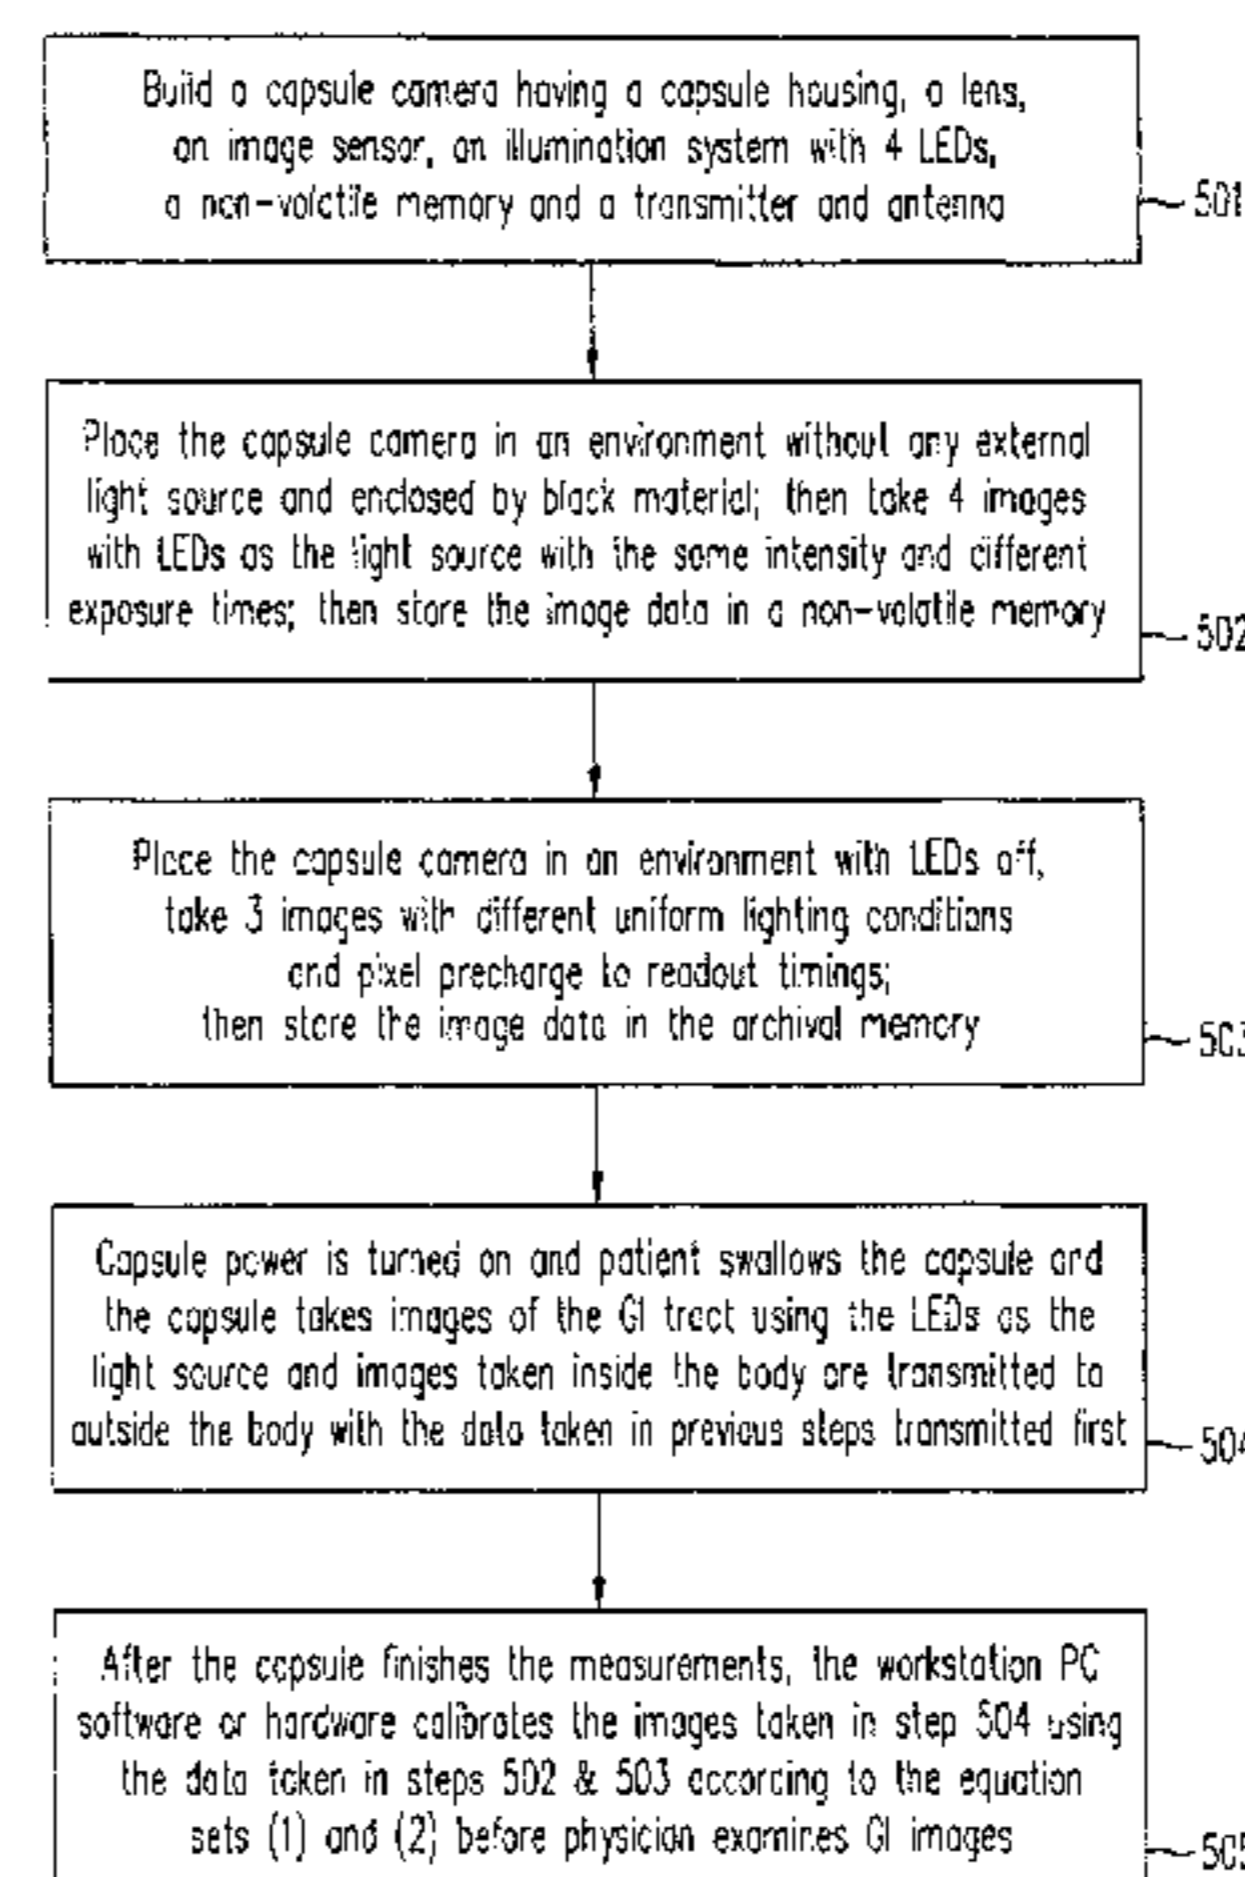 Build a capsule camera having a capsule housing, a lens,
an image sensor, an illumination system with 4 LEDs,
a non-volatile memory and a transmitter and antenna
501
Place the capsule camera in an environment without any external
light source and enclosed by black material; then take 4 images
with LEDs as the light source with the same intensity and different
exposure times; then store the image data in a non-volatile memory
502
Place the capsule camera in an environment with LEDs off,
take 3 images with different uniform lighting conditions
and pixel precharge to readout timings;
then store the image data in the archival memory
503
Capsule power is turned on and patient swallows the capsule and
the capsule takes images of the GI tract using the LEDs as the
light source and images taken inside the body are transmitted to
outside the body with the data taken in previous steps transmitted first
504
After the capsule finishes the measurements, the workstation PC
software or hardware calibrates the images taken in step 504 using
the data taken in steps 502 & 503 according to the equation
sets (1) and (2) before physician examines GI images
505